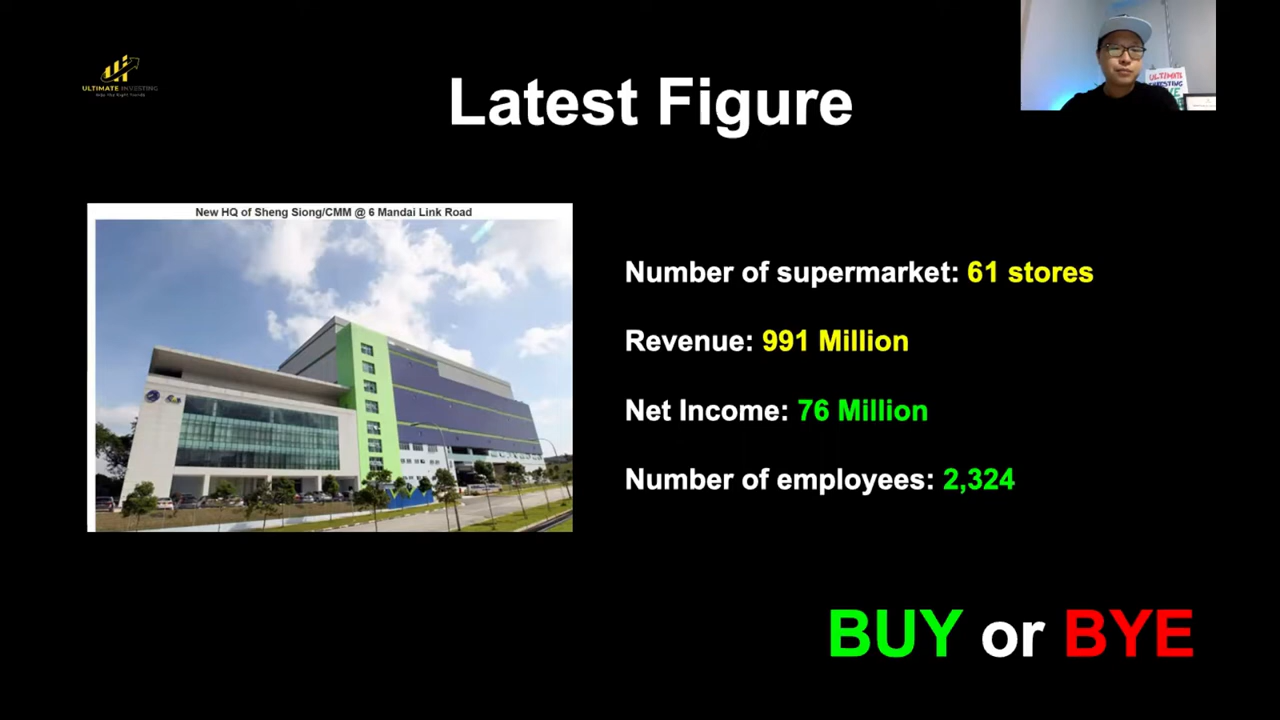 ULTIMATE INVESTING
Latest Figure
ULTIMATE
New HQ of Sheng Siong/CMM @ 6 Mandai Link Road
Number of supermarket: 61 stores
Revenue: 991 Million
Net Income: 76 Million
Number of employees: 2,324
BUY or BYE